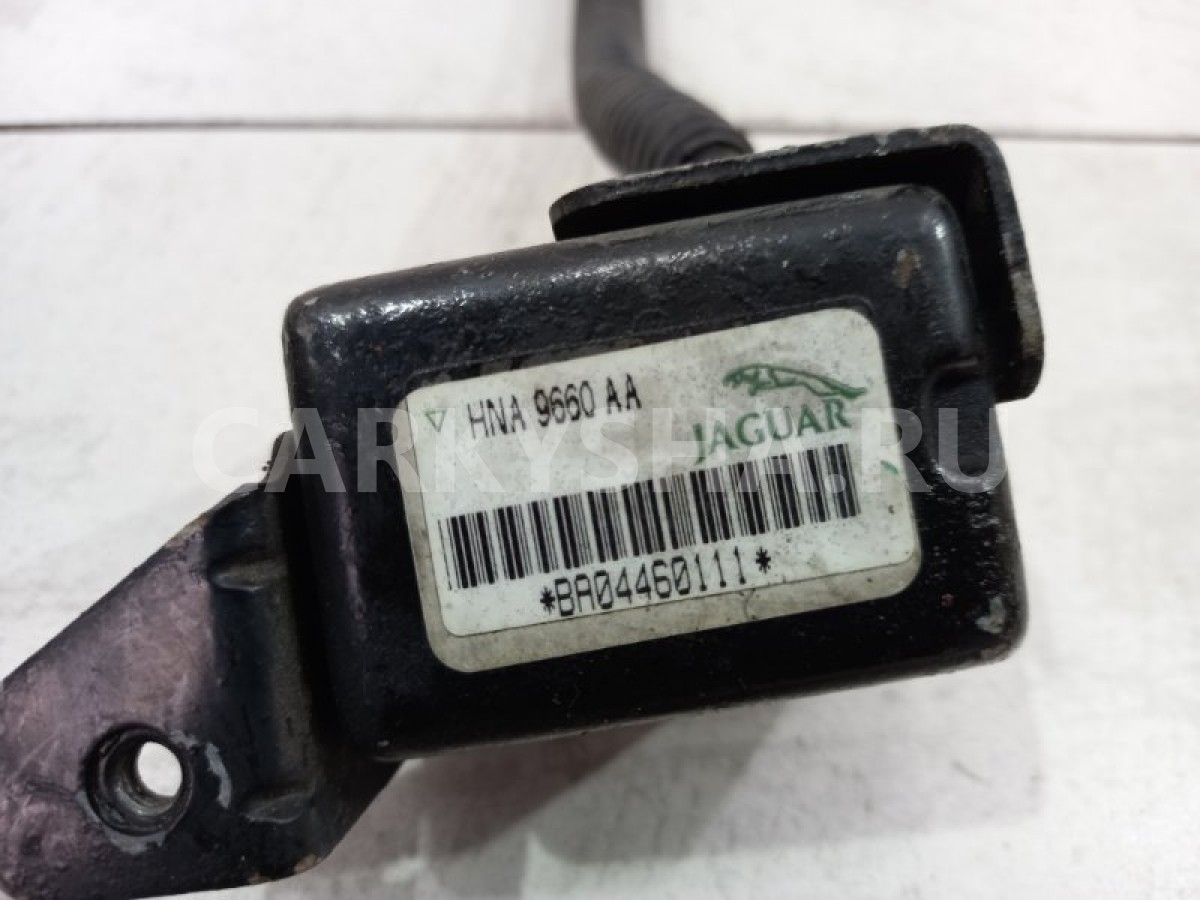 ▽ HNA 9660 AA
JAGUAR
*BA04460111*
CARKYSHA.RU